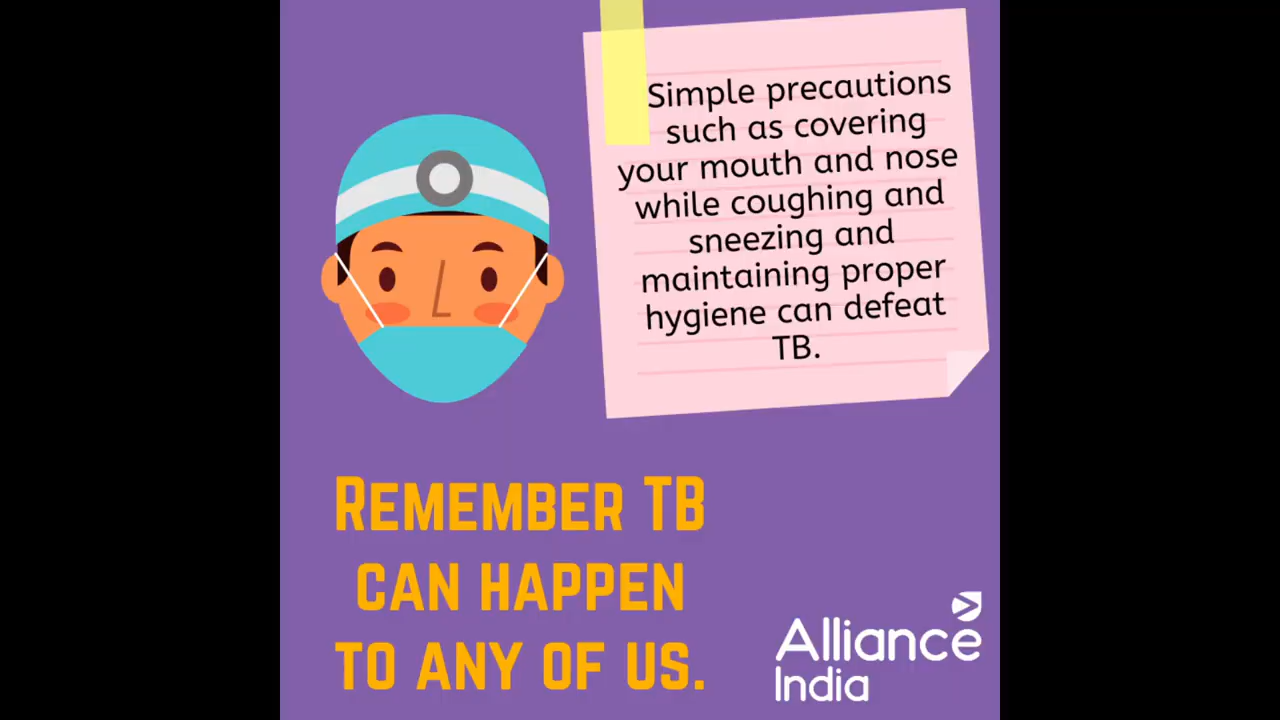 Simple precautions
such as covering
your mouth and nose
while coughing and
sneezing and
maintaining proper
hygiene can defeat
TB.
REMEMBER TB
CAN HAPPEN
TO ANY OF US.
Alliance
India